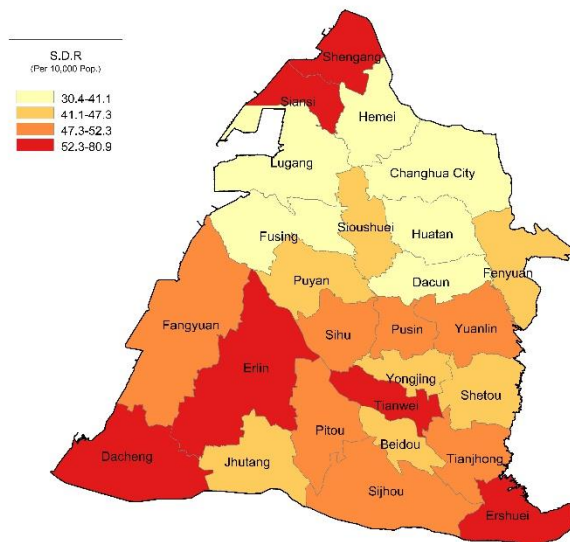 S.D.R
(Per 10,000 Pop.)
30.4-41.1
41.1-47.3
47.3-52.3
52.3-80.9
Shengang
Siansi
Hemei
Lugang
Changhua City
Sioushuei
Huatan
Fusing
Fenyuan
Puyan
Dacun
Fangyuan
Sihu
Pusin
Yuanlin
Erlin
Yongjing
Shetou
Tianwei
Pitou
Beidou
Dacheng
Jhutang
Tianjhong
Sijhou
Ershuei